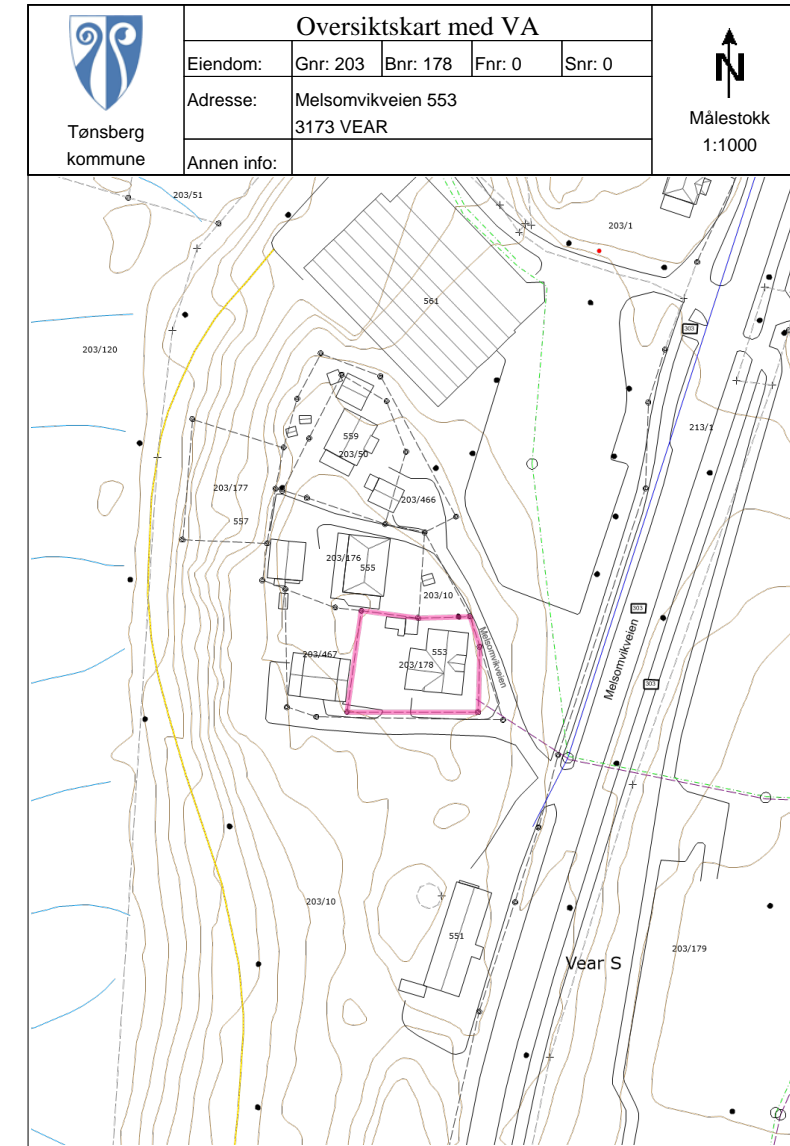 Oversiktskart med VA
Eiendom: Gnr: 203 Bnr: 178 Fnr: 0 Snr: 0
Adresse: Melsomvikveien 553
3173 VEAR
Annen info:
Tønsberg
kommune
N
Målestokk
1:1000
203/51
203/1
561
303
203/120
213/1
559
203/50
203/177
203/466
557
203/176
555
203/10
303
Melsomvikveien
553
203/467
203/178
Melsomvikveien
303
203/10
551
203/179
Vear S